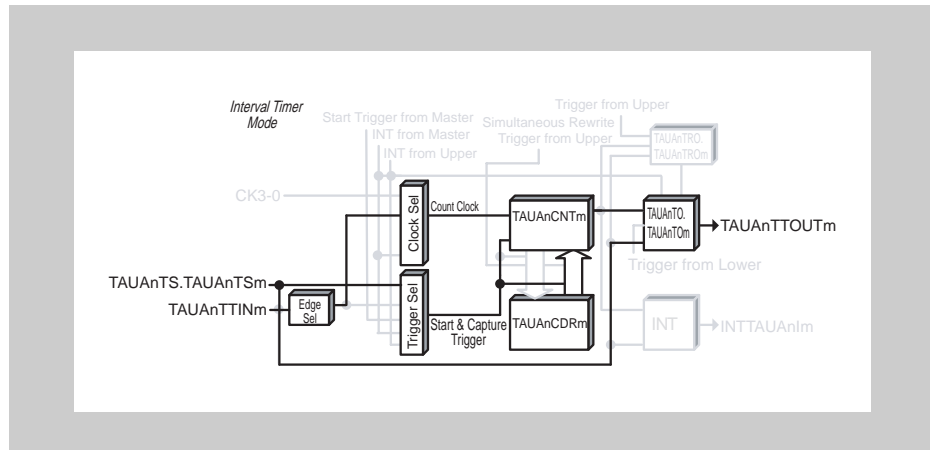 Interval Timer
Mode
Trigger from Upper
Start Trigger from Master
Simultaneous Rewrite
INT from Master
Trigger from Upper
INT from Upper
TAUAnTRO.
TAUAnTROm
CK3-0
Clock Sel
Count Clock
TAUAnCNTm
TAUAnTO.
TAUAnTOm
TAUAnTTOUTm
Trigger from Lower
TAUAnTS.TAUAnTSm
TAUAnTTINm
Edge
Sel
Trigger Sel
Start & Capture
Trigger
TAUAnCDRm
INT
INTTAUAnIm